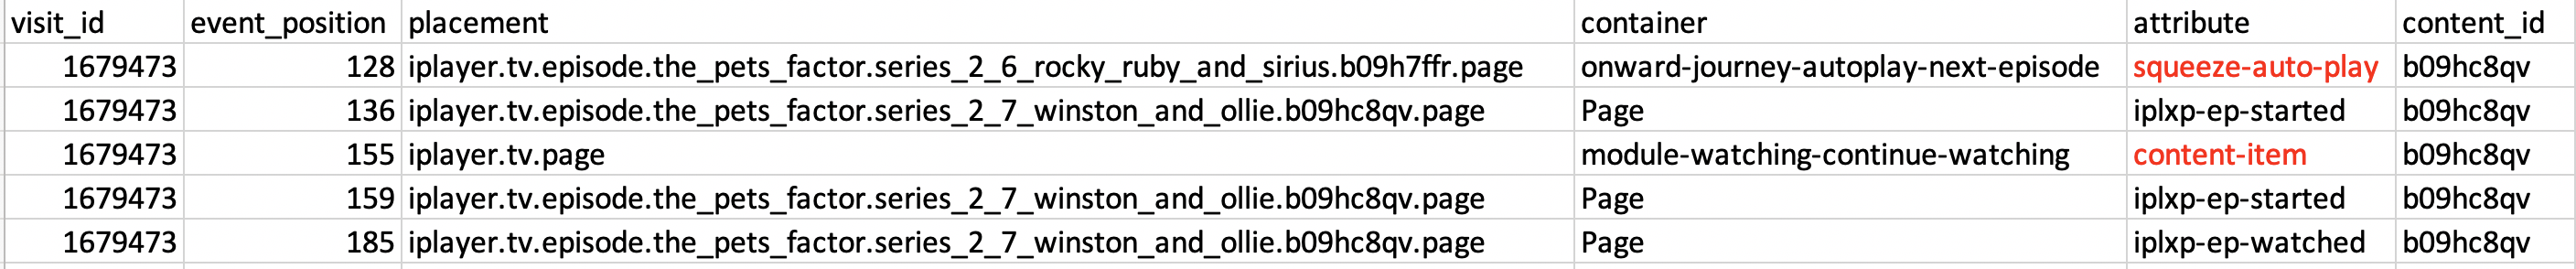 visit_id event_position placement container attribute content_id
1679473 128 iplayer.tv.episode.the_pets_factor.series_2_6_rocky_ruby_and_sirius.b09h7ffr.page onward-journey-autoplay-next-episode squeeze-auto-play b09hc8qv
1679473 136 iplayer.tv.episode.the_pets_factor.series_2_7_winston_and_ollie.b09hc8qv.page Page iplxp-ep-started b09hc8qv
1679473 155 iplayer.tv.page module-watching-continue-watching content-item b09hc8qv
1679473 159 iplayer.tv.episode.the_pets_factor.series_2_7_winston_and_ollie.b09hc8qv.page Page iplxp-ep-started b09hc8qv
1679473 185 iplayer.tv.episode.the_pets_factor.series_2_7_winston_and_ollie.b09hc8qv.page Page iplxp-ep-watched b09hc8qv